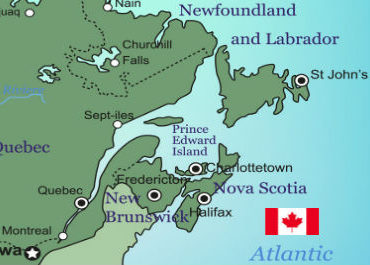 Nain
Newfoundland
uaq
and Labrador
Churchill
Falls
St John's
Sept-iles
Prince
Edward
Island
Quebec
Charlottetown
Fredericton
Quebec
New
Brunswick
Nova Scotia
Halifax
Montreal
wa
Atlantic